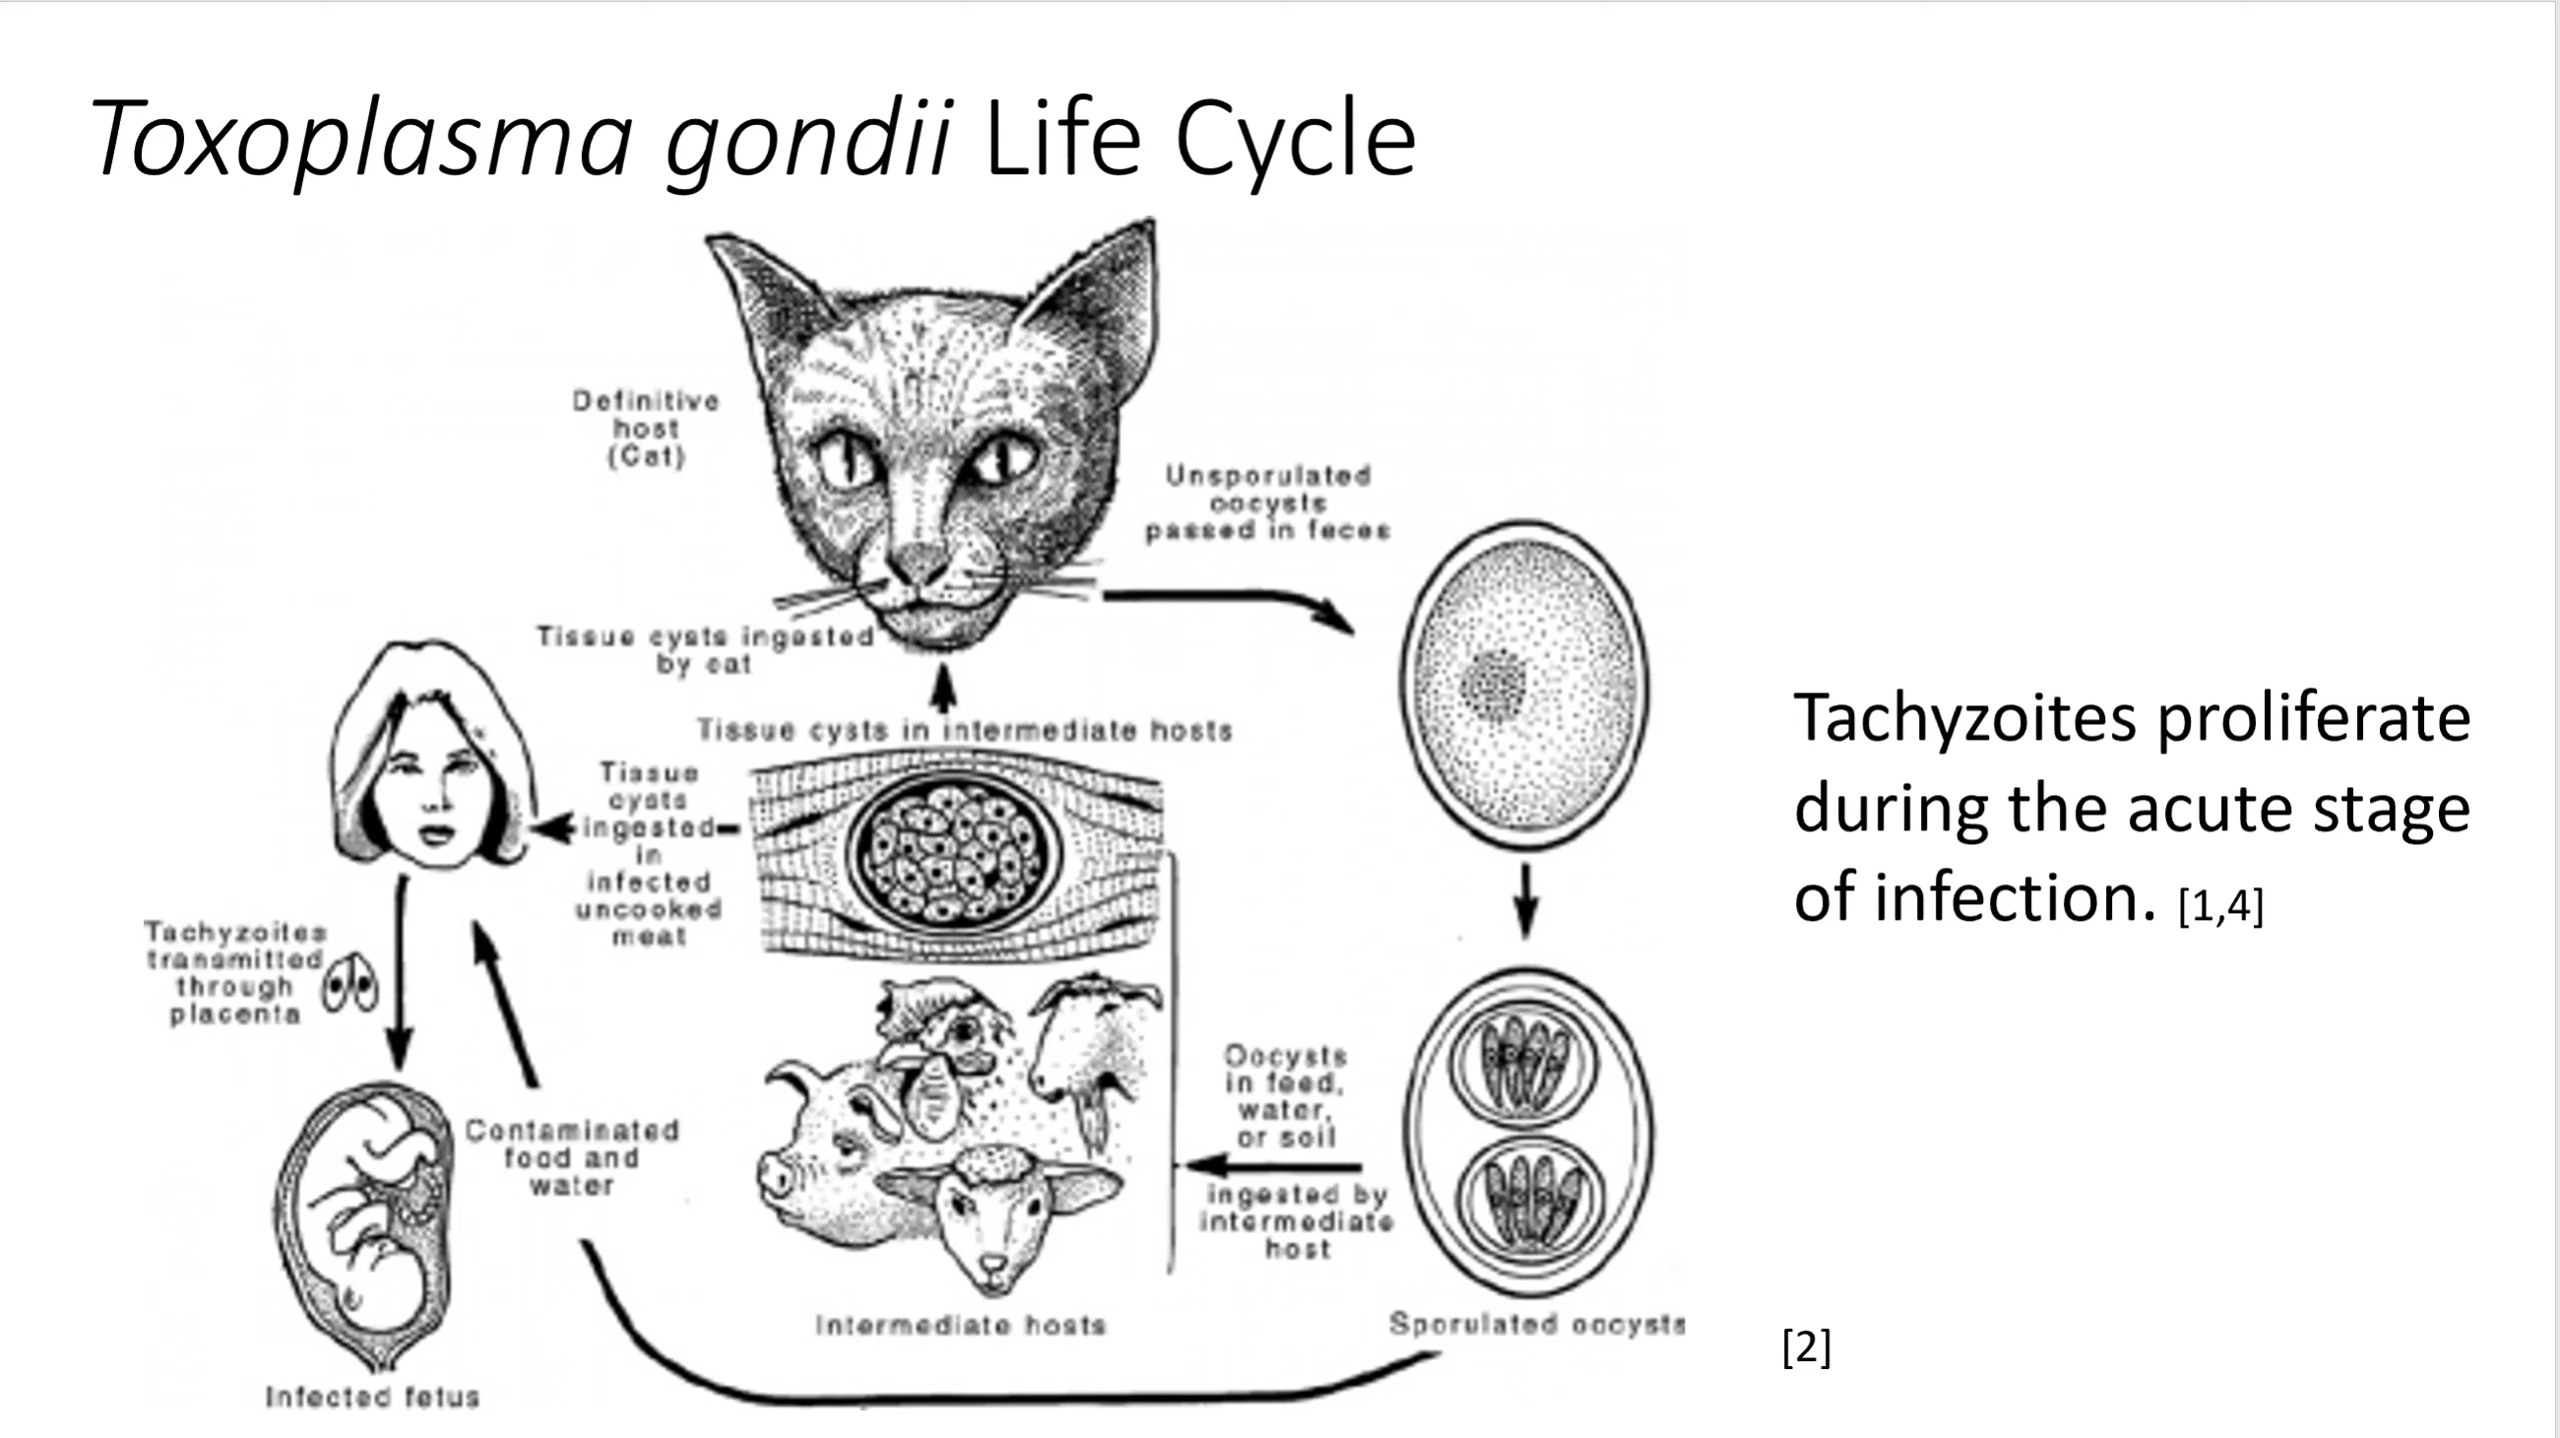 Toxoplasma gondii Life Cycle
Definitive
host
(Cat)
Unsporulated
oocysts
passed in feces
Tissue cysts ingested
by cat
Tissue cysts in intermediate hosts
Tissue
cysts
ingested
in
infected
uncooked
meat
Tachyzoites
transmitted
through
placenta
Contaminated
food and
water
Infected fetus
Intermediate hosts
Oocysts
in feed,
water,
or soil
ingested by
intermediate
host
Sporulated oocysts
Tachyzoites proliferate
during the acute stage
of infection. [1,4]
[2]